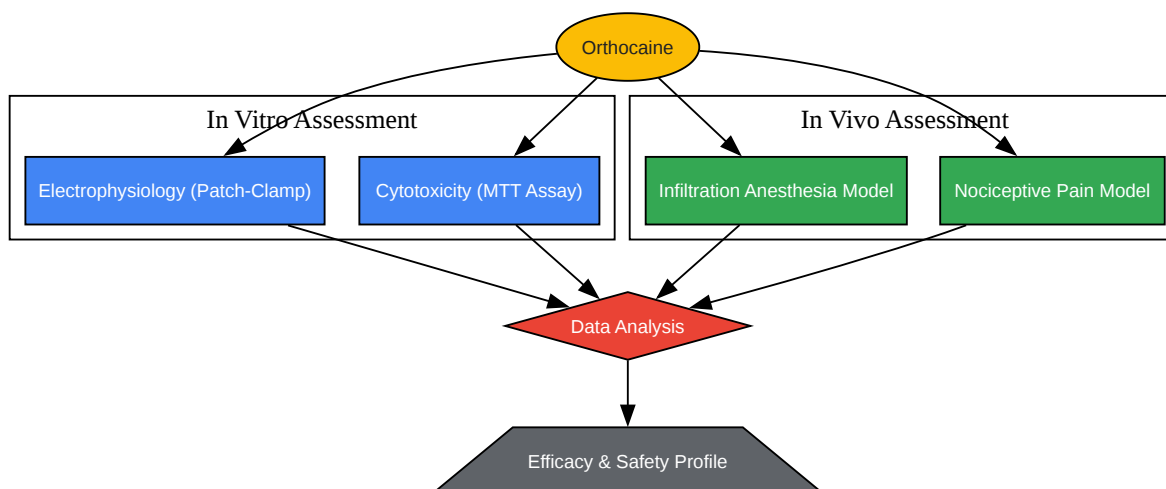 Orthocaine
In Vitro Assessment
In Vivo Assessment
Electrophysiology (Patch-Clamp)
Cytotoxicity (MTT Assay)
Infiltration Anesthesia Model
Nociceptive Pain Model
Data Analysis
Efficacy & Safety Profile